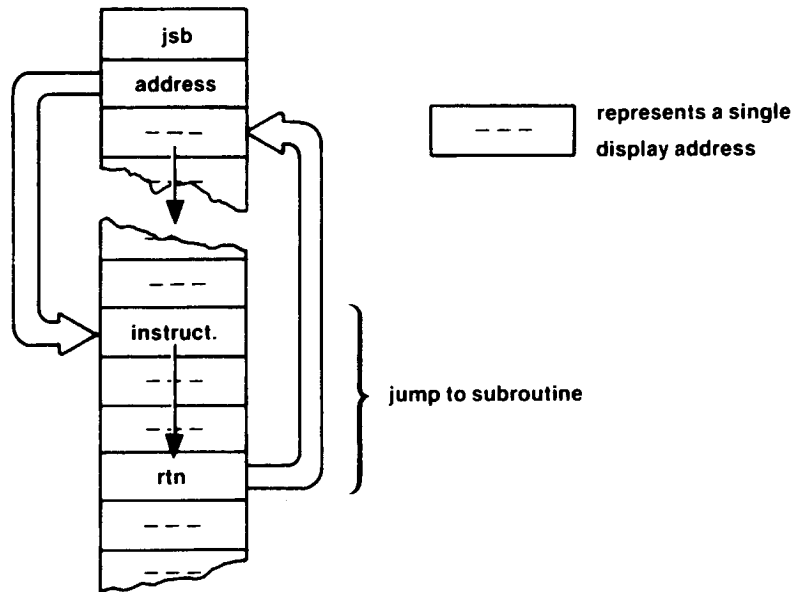 jsb
address
– – –
represents a single
– – –
display address
– – –
– – –
– – –
instruct.
– – –
– – –
jump to subroutine
rtn
– – –
– – –